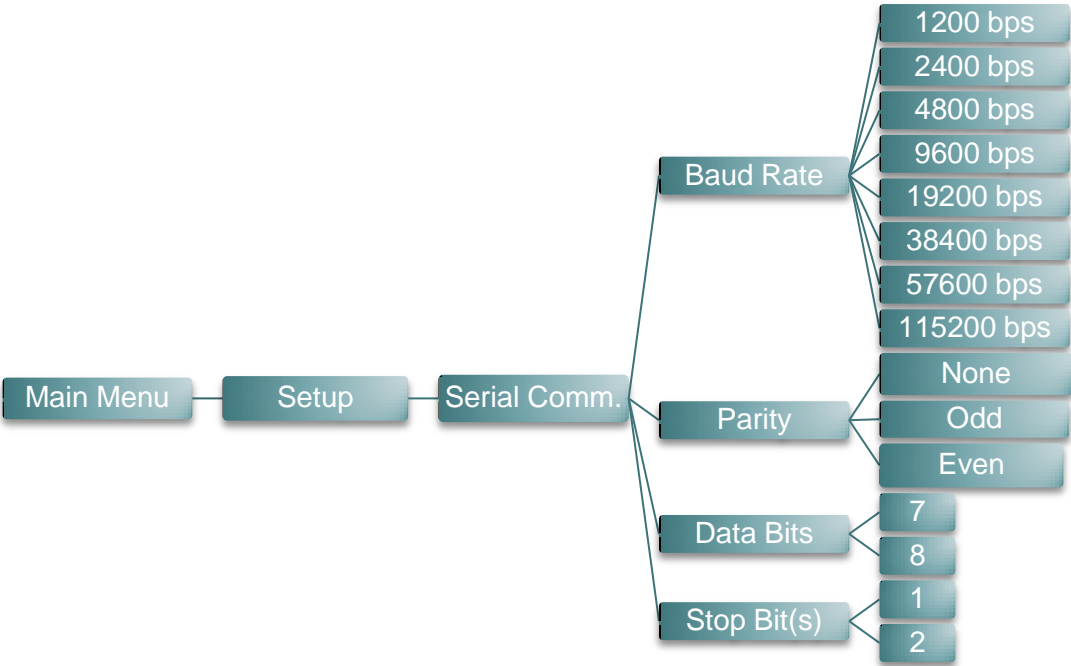 Main Menu
Setup
Serial Comm.
Baud Rate
1200 bps
2400 bps
4800 bps
9600 bps
19200 bps
38400 bps
57600 bps
115200 bps
Parity
None
Odd
Even
Data Bits
7
8
Stop Bit(s)
1
2